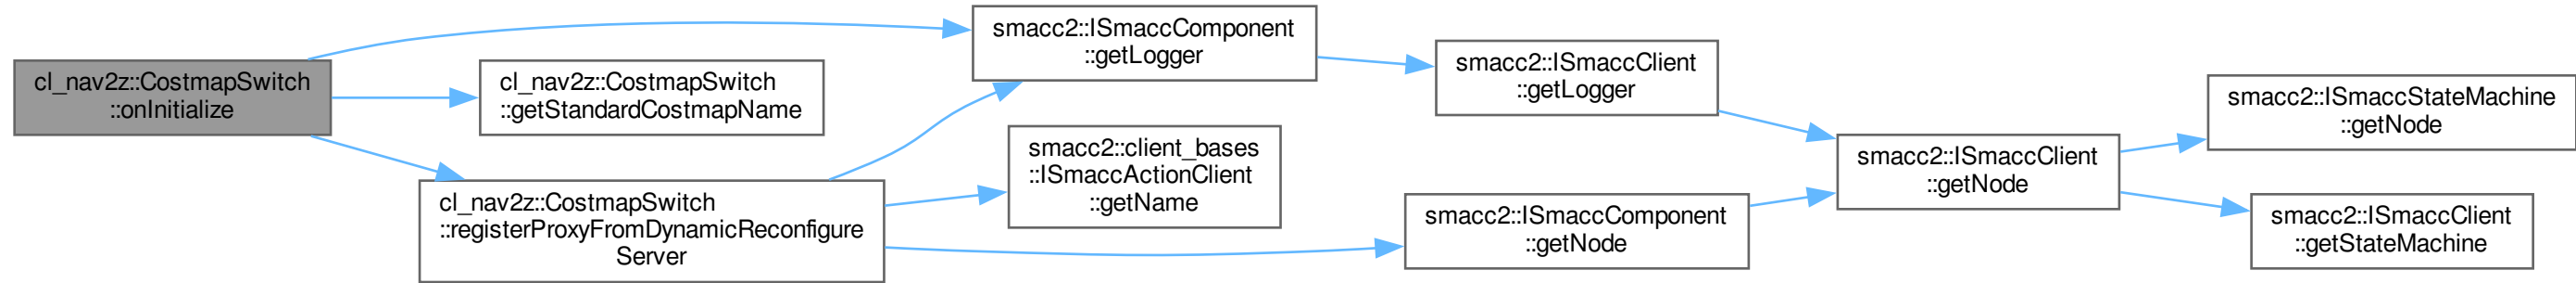 cl_nav2z::CostmapSwitch
::onInitialize
cl_nav2z::CostmapSwitch
::getStandardCostmapName
cl_nav2z::CostmapSwitch
::registerProxyFromDynamicReconfigure
Server
smacc2::ISmaccComponent
::getLogger
smacc2::client_bases
::ISmaccActionClient
::getName
smacc2::ISmaccClient
::getLogger
smacc2::ISmaccComponent
::getNode
smacc2::ISmaccClient
::getNode
smacc2::ISmaccStateMachine
::getNode
smacc2::ISmaccClient
::getStateMachine